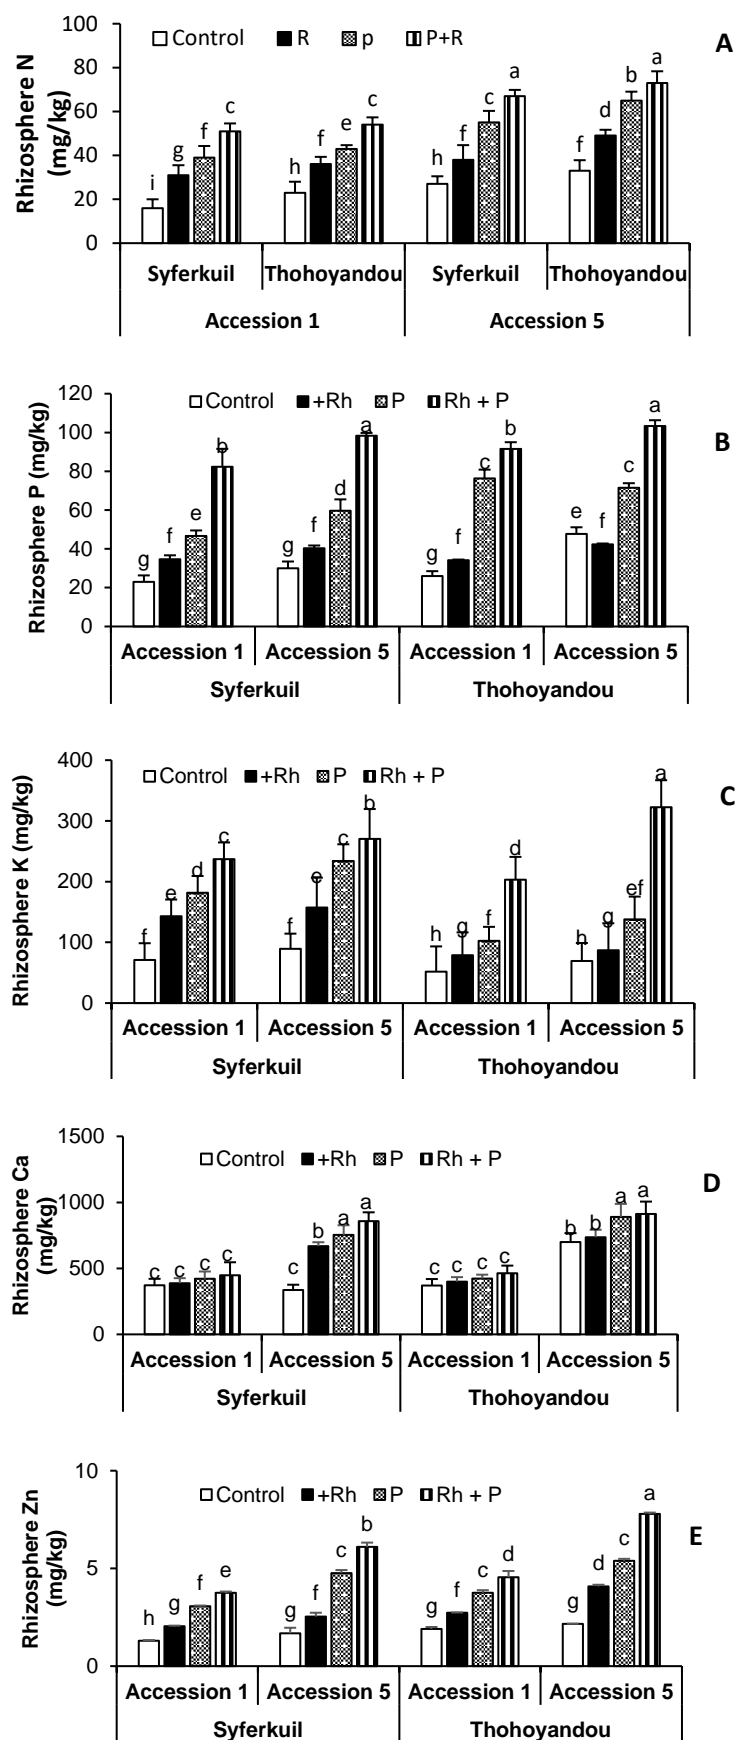 100
Control R p P+R
A
80
60
40
20
0
Rhizosphere N
(mg/kg)
i g f c h f e c h f c a f d b a
Syferkuil Thohoyandou Syferkuil Thohoyandou
Accession 1 Accession 5
120
Control +Rh P Rh + P
B
100
80
60
40
20
0
Rhizosphere P (mg/kg)
g f e b g f d a g f c b e f c a
Accession 1 Accession 5 Accession 1 Accession 5
Syferkuil Thohoyandou
400
Control +Rh P Rh + P
C
300
200
100
0
Rhizosphere K (mg/kg)
f e d c f e c b h g f d h g ef a
Accession 1 Accession 5 Accession 1 Accession 5
Syferkuil Thohoyandou
1500
Control +Rh P Rh + P
D
1000
500
0
Rhizosphere Ca
(mg/kg)
c c c c c b a a c c c c b b a a
Accession 1 Accession 5 Accession 1 Accession 5
Syferkuil Thohoyandou
10
Control +Rh P Rh + P
E
5
0
Rhizosphere Zn
(mg/kg)
h g f e g f c b g f c d g d c a
Accession 1 Accession 5 Accession 1 Accession 5
Syferkuil Thohoyandou